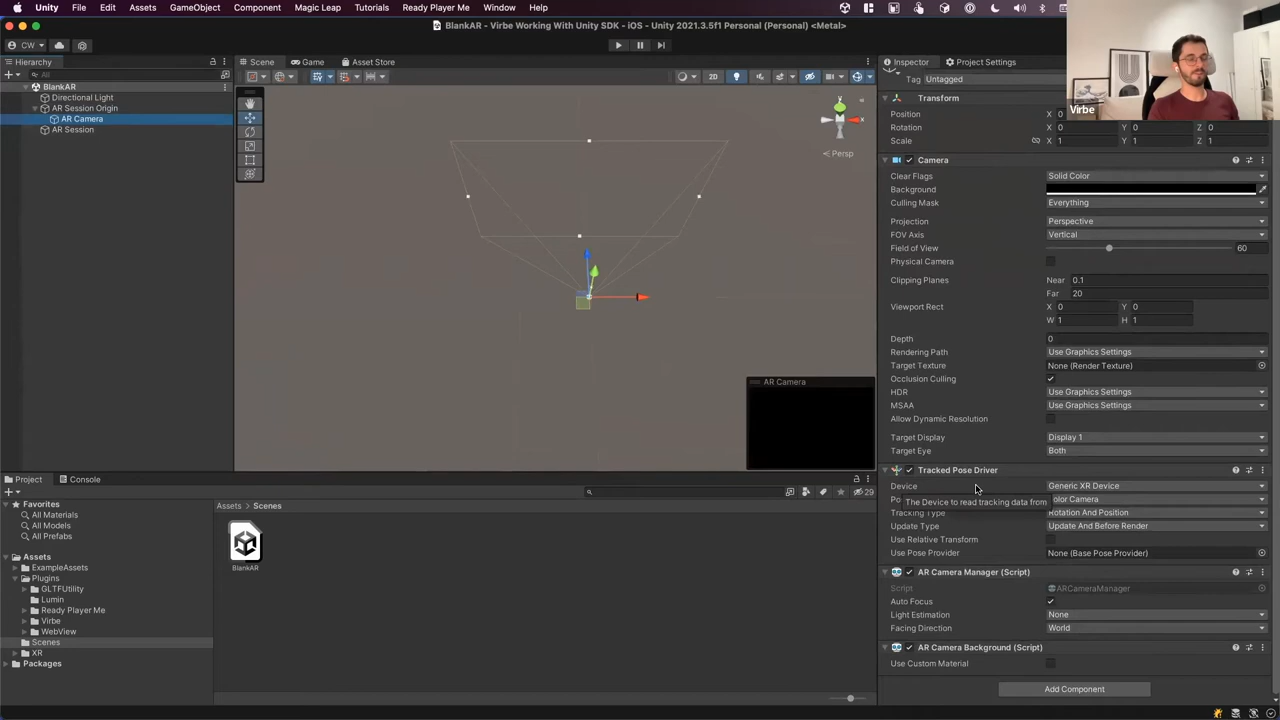 Unity File Edit Assets GameObject Component Magic Leap Tutorials Ready Player Me Window Help
BlankAR - Virbe Working With Unity SDK - iOS - Unity 2021.3.5f1 Personal (Personal) <Metal>
CW
Hierarchy
All
BlankAR
Directional Light
AR Session Origin
AR Camera
AR Session
Scene Game Asset Store
2D
x
y
Persp
AR Camera
Virbe
Inspector Project Settings
Tag Untagged
Transform
Position X 0
Rotation X 0 Y 0 Z 0
Scale X 1 Y 1 Z 1
Camera
Clear Flags Solid Color
Background
Culling Mask Everything
Projection Perspective
FOV Axis Vertical
Field of View 60
Physical Camera
Clipping Planes Near 0.1
Far 20
Viewport Rect X 0 Y 0
W 1 H 1
Depth 0
Rendering Path Use Graphics Settings
Target Texture None (Render Texture)
Occlusion Culling
HDR Use Graphics Settings
MSAA Use Graphics Settings
Allow Dynamic Resolution
Target Display Display 1
Target Eye Both
Tracked Pose Driver
Device Generic XR Device
Po olor Camera
The Device to read tracking data from
Tracking Type Rotation And Position
Update Type Update And Before Render
Use Relative Transform
Use Pose Provider None (Base Pose Provider)
AR Camera Manager (Script)
Script ARCameraManager
Auto Focus
Light Estimation None
Facing Direction World
AR Camera Background (Script)
Use Custom Material
Add Component
Project Console
29
Favorites
All Materials
All Models
All Prefabs
Assets
ExampleAssets
Plugins
GLTFUtility
Lumin
Ready Player Me
Virbe
WebView
Scenes
XR
Packages
Assets > Scenes
BlankAR